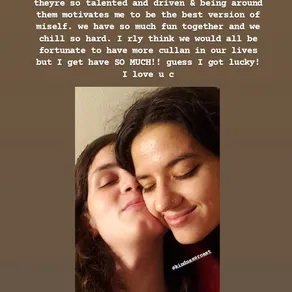 theyre so talented and driven & being around
them motivates me to be the best version of
miself. we have so much fun together and we
chill so hard. I rly think we would all be
fortunate to have more cullan in our lives
but I get have SO MUCH!! guess I got lucky!
I love u c